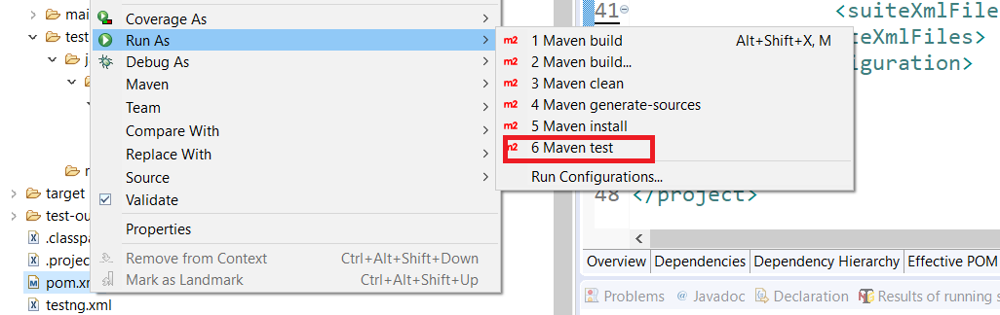 mai
test
j
target
test-ou
.classpa
.projec
pom.xm
testng.xml
Coverage As
Run As
Debug As
Maven
Team
Compare With
Replace With
Source
Validate
Properties
Remove from Context Ctrl+Alt+Shift+Down
Mark as Landmark Ctrl+Alt+Shift+Up
m2 1 Maven build Alt+Shift+X, M
m2 2 Maven build...
m2 3 Maven clean
m2 4 Maven generate-sources
m2 5 Maven install
m2 6 Maven test
Run Configurations...
41 <suiteXmlFile
teXmlFiles>
iguration>
48 </project>
Overview Dependencies Dependency Hierarchy Effective POM
Problems @ Javadoc Declaration Results of running s